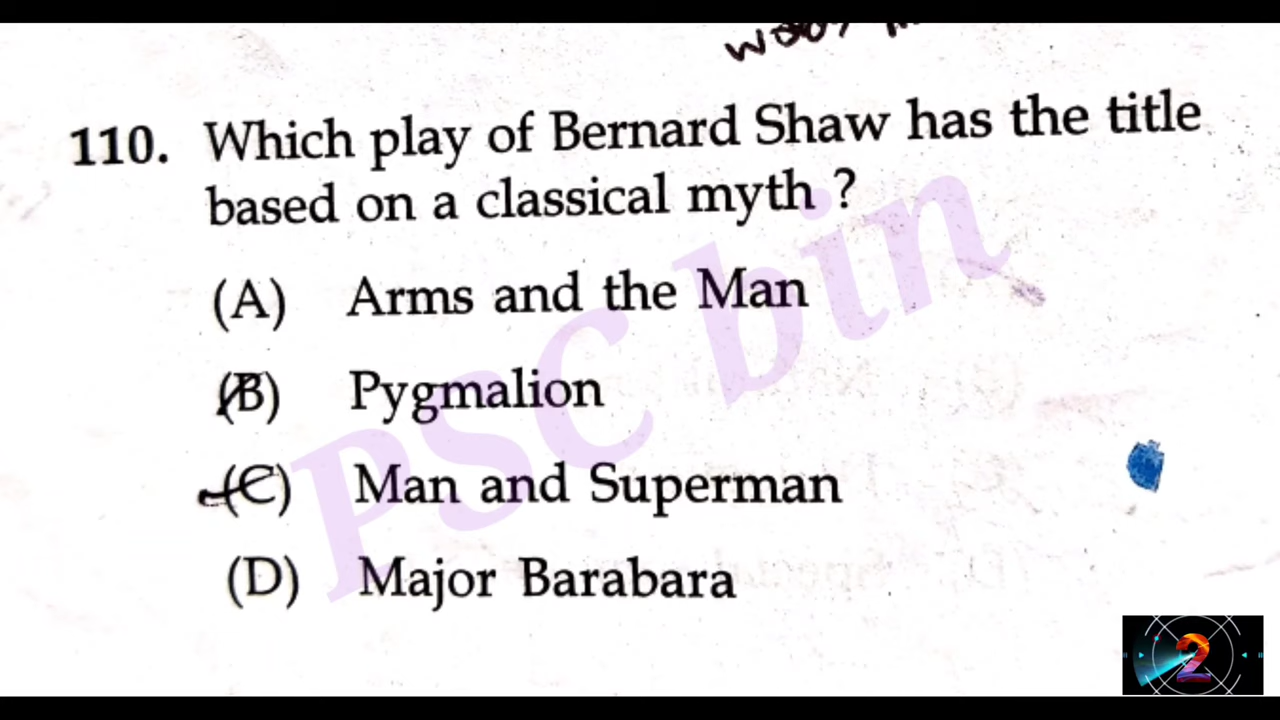 110. Which play of Bernard Shaw has the title
based on a classical myth ?
(A) Arms and the Man
(B) Pygmalion
(C) Man and Superman
(D) Major Barabara
PSC bin
2